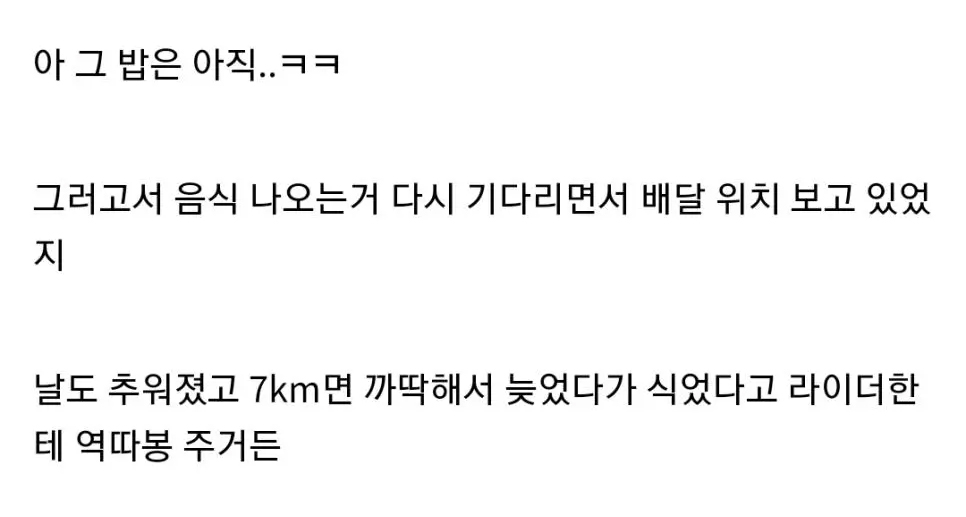 아 그 밥은 아직..ㅋㅋ
그러고서 음식 나오는거 다시 기다리면서 배달 위치 보고 있었
지
날도 추워졌고 7km면 까딱해서 늦었다가 식었다고 라이더한
테 역따봉 주거든